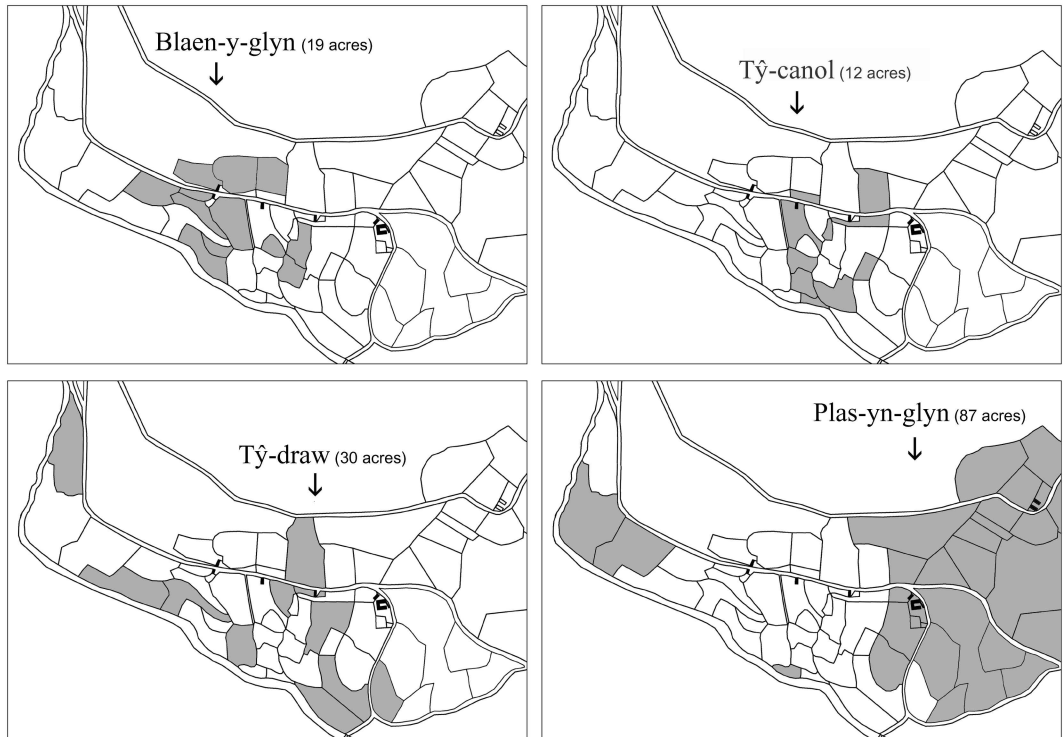 Blaen-y-glyn (19 acres)
Tŷ-canol (12 acres)
Tŷ-draw (30 acres)
Plas-yn-glyn (87 acres)